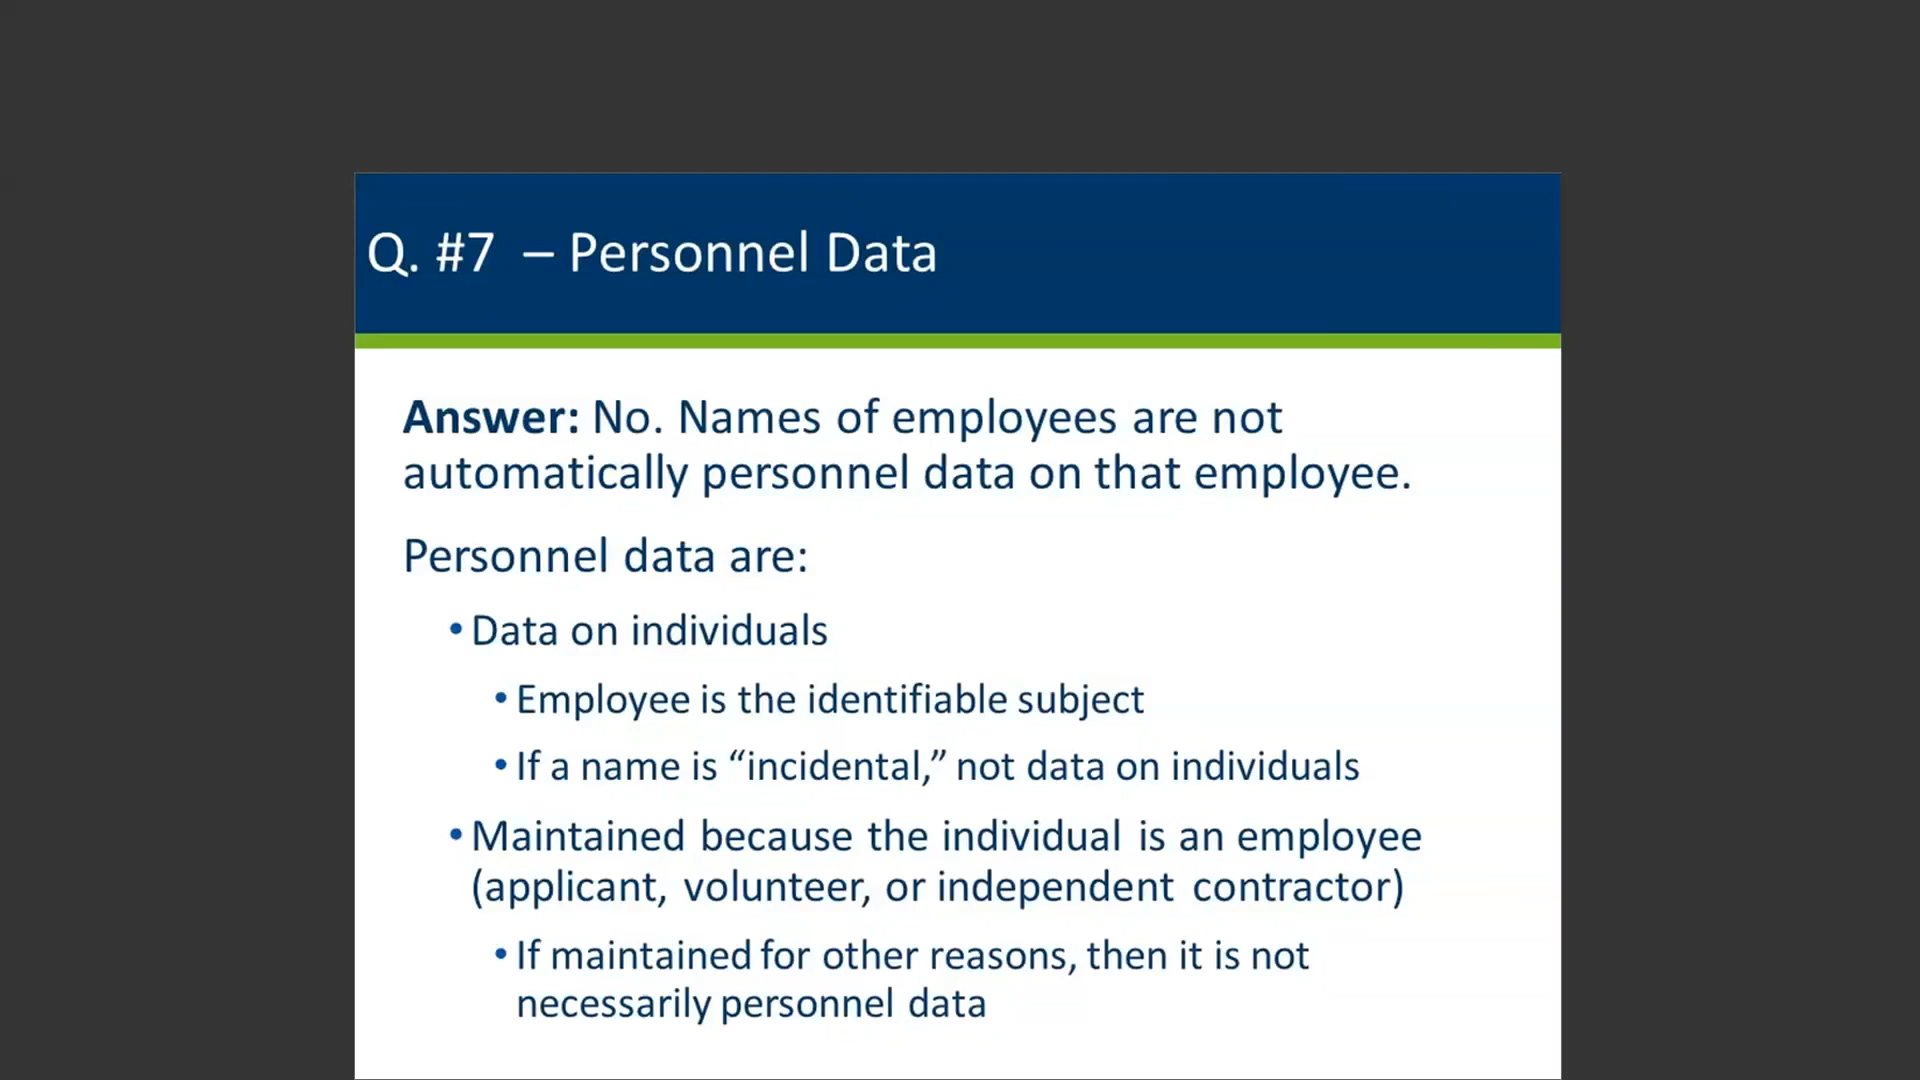 Q. #7 – Personnel Data
Answer: No. Names of employees are not
automatically personnel data on that employee.
Personnel data are:
• Data on individuals
• Employee is the identifiable subject
• If a name is “incidental,” not data on individuals
• Maintained because the individual is an employee
(applicant, volunteer, or independent contractor)
• If maintained for other reasons, then it is not
necessarily personnel data